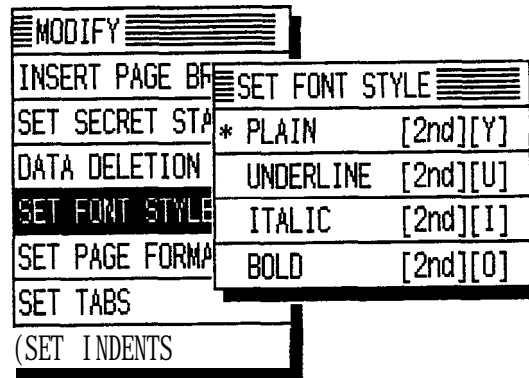 MODIFY
INSERT PAGE BR
SET SECRET STA
DATA DELETION
SET FONT STYLE
SET PAGE FORMA
SET TABS
(SET INDENTS
SET FONT STYLE
* PLAIN [2nd][Y]
UNDERLINE [2nd][U]
ITALIC [2nd][I]
BOLD [2nd][O]